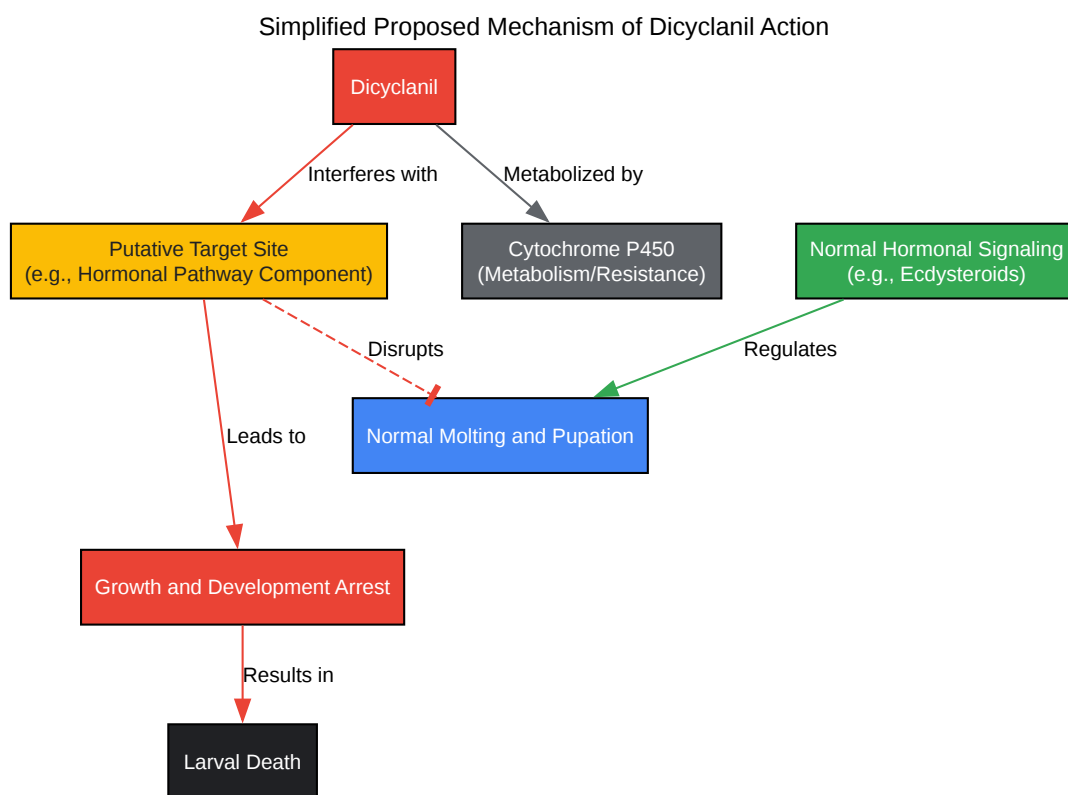 Simplified Proposed Mechanism of Dicyclanil Action
Dicyclanil
Interferes with
Metabolized by
Putative Target Site
(e.g., Hormonal Pathway Component)
Cytochrome P450
(Metabolism/Resistance)
Normal Hormonal Signaling
(e.g., Ecdysteroids)
Disrupts
Regulates
Leads to
Normal Molting and Pupation
Growth and Development Arrest
Results in
Larval Death